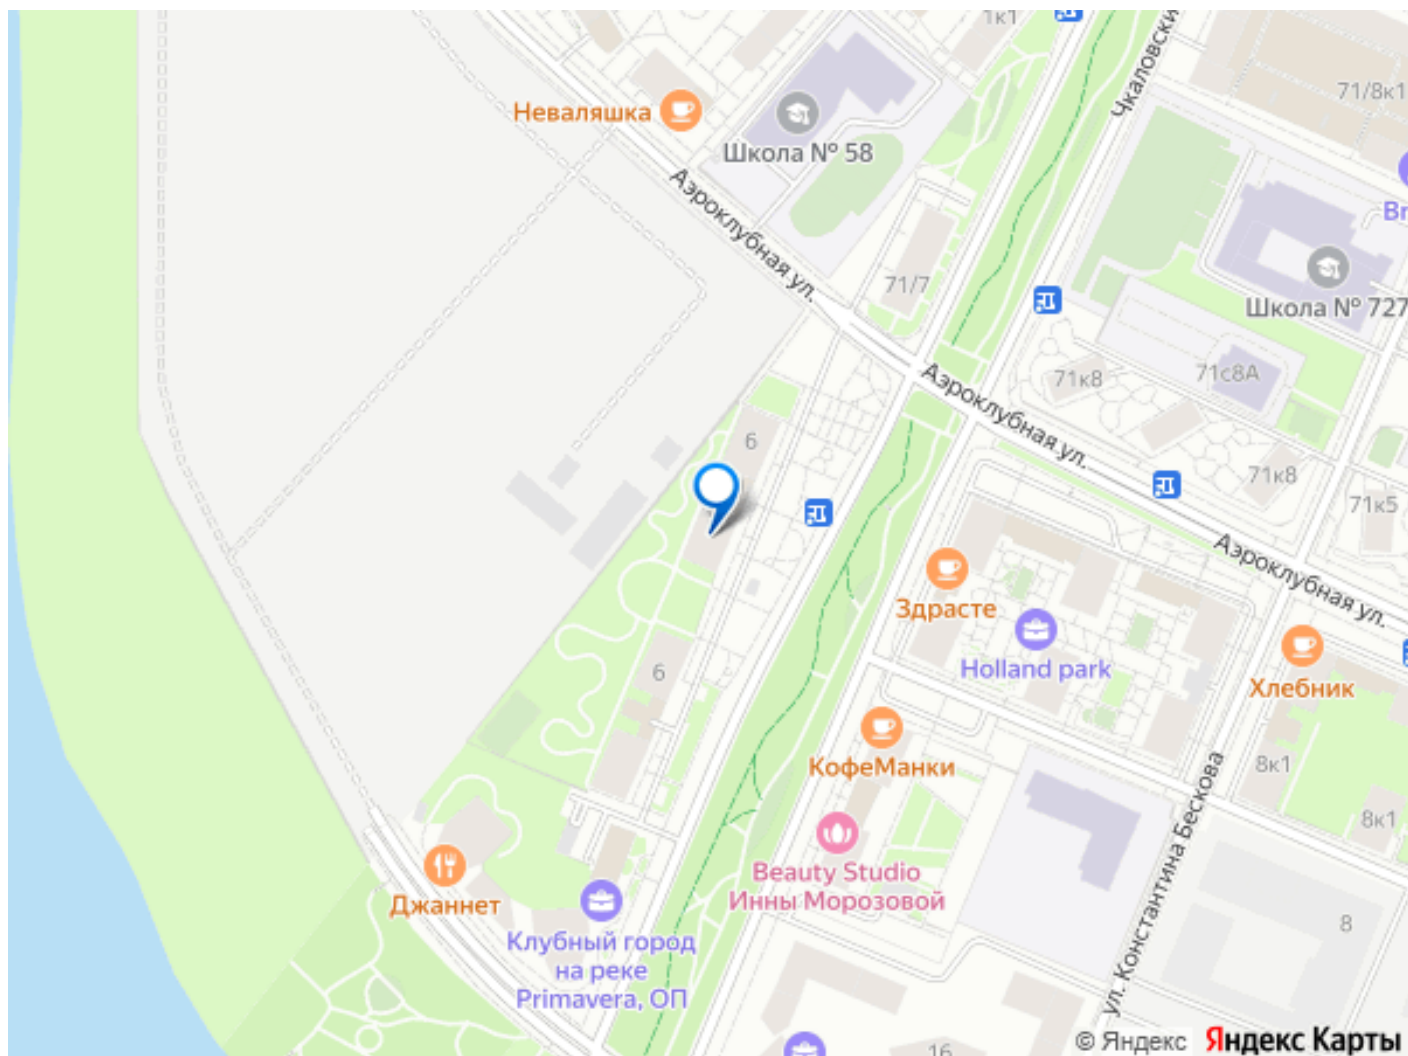 1к1
Чкаловски
71/8к1
Неваляшка
Школа № 58
Br
Аэроклубная ул.
71/7
Школа № 727
71к8
71с8А
Аэроклубная ул.
6
71к8
71к5
Аэроклубная ул.
Здрасте
Holland park
6
Хлебник
КофеМанки
8к1
8к1
ул. Константина Бескова
Beauty Studio
Инны Морозовой
Джаннет
8
Клубный город
на реке
Primavera, ОП
16
© Яндекс Яндекс Карты